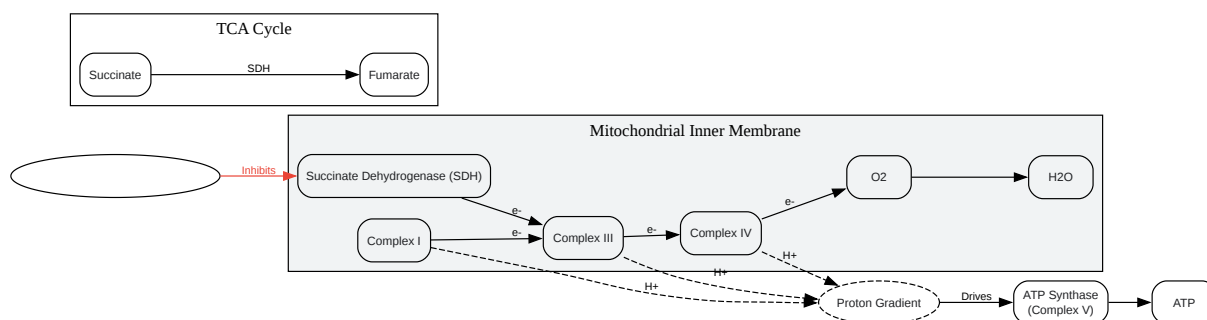 TCA Cycle
Succinate
SDH
Fumarate
Mitochondrial Inner Membrane
Inhibits
Succinate Dehydrogenase (SDH)
e-
O2
H2O
Complex I
e-
Complex III
e-
Complex IV
e-
H+
H+
H+
Proton Gradient
Drives
ATP Synthase
(Complex V)
ATP